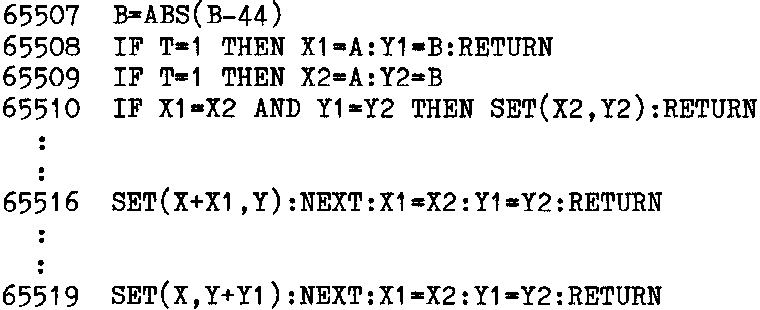 65507  B=ABS(B-44)
65508  IF T=1 THEN X1=A:Y1=B:RETURN
65509  IF T=1 THEN X2=A:Y2=B
65510  IF X1=X2 AND Y1=Y2 THEN SET(X2,Y2):RETURN
:
:
65516  SET(X+X1,Y):NEXT:X1=X2:Y1=Y2:RETURN
:
:
65519  SET(X,Y+Y1):NEXT:X1=X2:Y1=Y2:RETURN